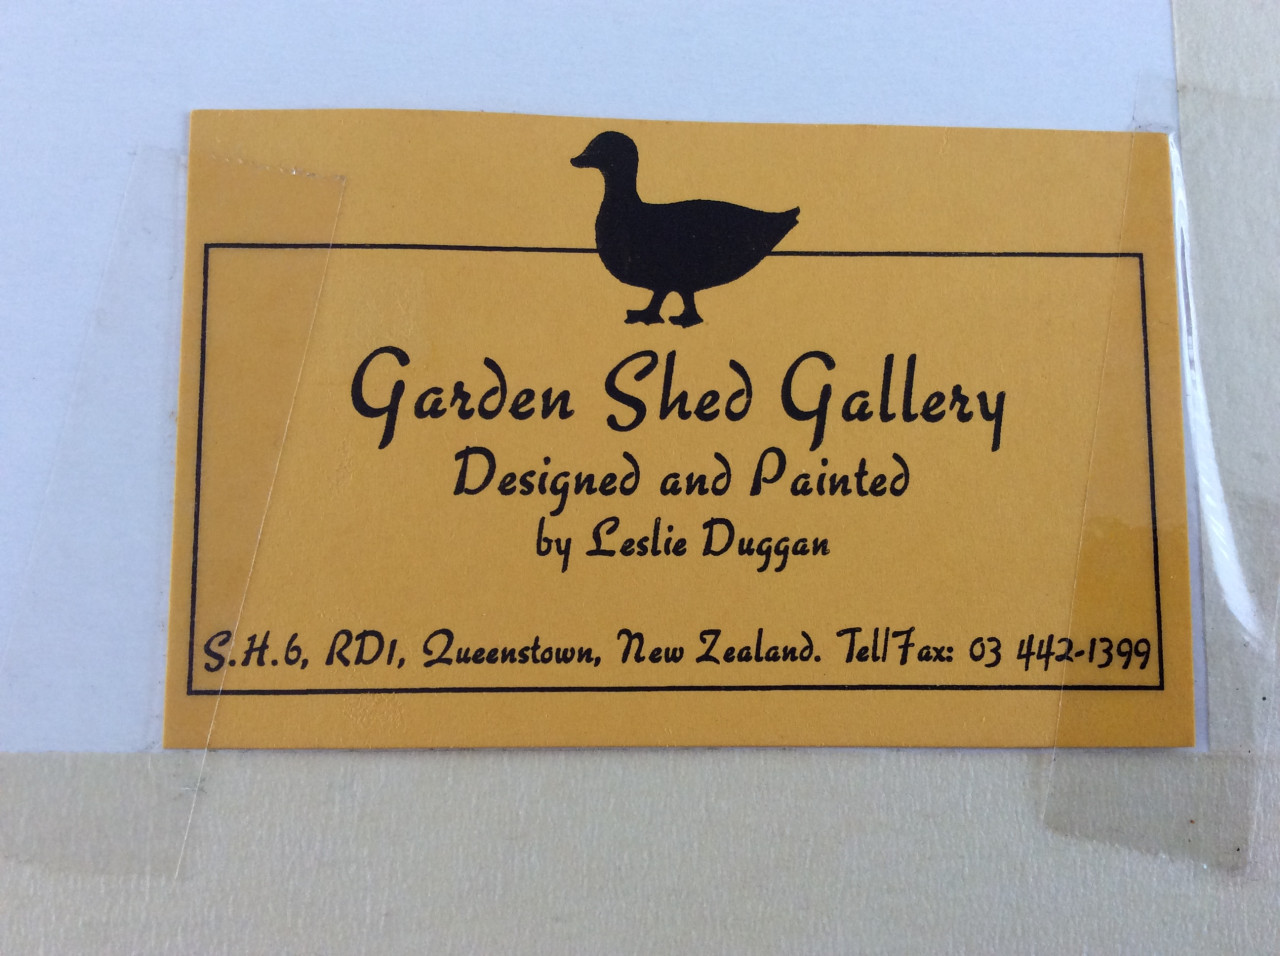 Garden Shed Gallery
Designed and Painted
by Leslie Duggan
S.H.6, RD1, Queenstown, New Zealand. Tel/Fax: 03 442-1399